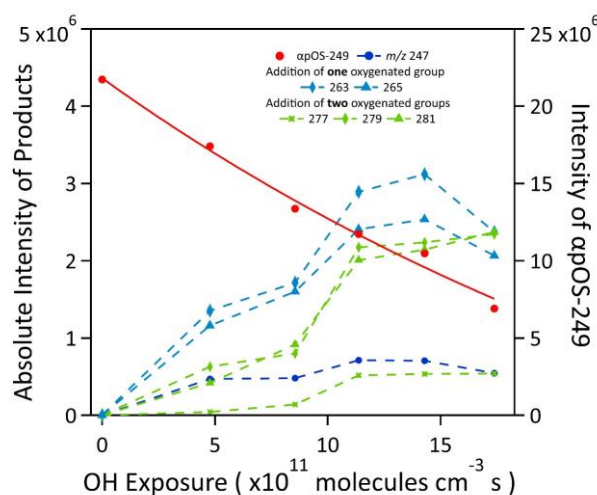 5 x10⁶
25 x10⁶
αpOS-249 m/z 247
Addition of one oxygenated group
263 265
Addition of two oxygenated groups
277 279 281
4
3
2
1
0
20
15
10
5
0
Absolute Intensity of Products
Intensity of αpOS-249
0 5 10 15
OH Exposure ( x10¹¹ molecules cm⁻³ s )